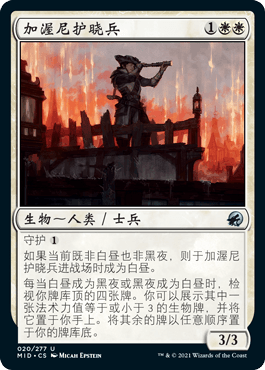 加渥尼护晓兵 1
生物～人类／士兵
守护 1
如果当前既非白昼也非黑夜，则于加渥尼
护晓兵进战场时成为白昼。
每当白昼成为黑夜或黑夜成为白昼时，检
视你牌库顶的四张牌。你可以展示其中一
张法术力值等于或小于 3 的生物牌，并将
它置于你手上。将其余的牌以任意顺序置
于你的牌库底。
3/3
020/277 U
MID • CS MICAH EPSTEIN
™ & © 2021 Wizards of the Coast